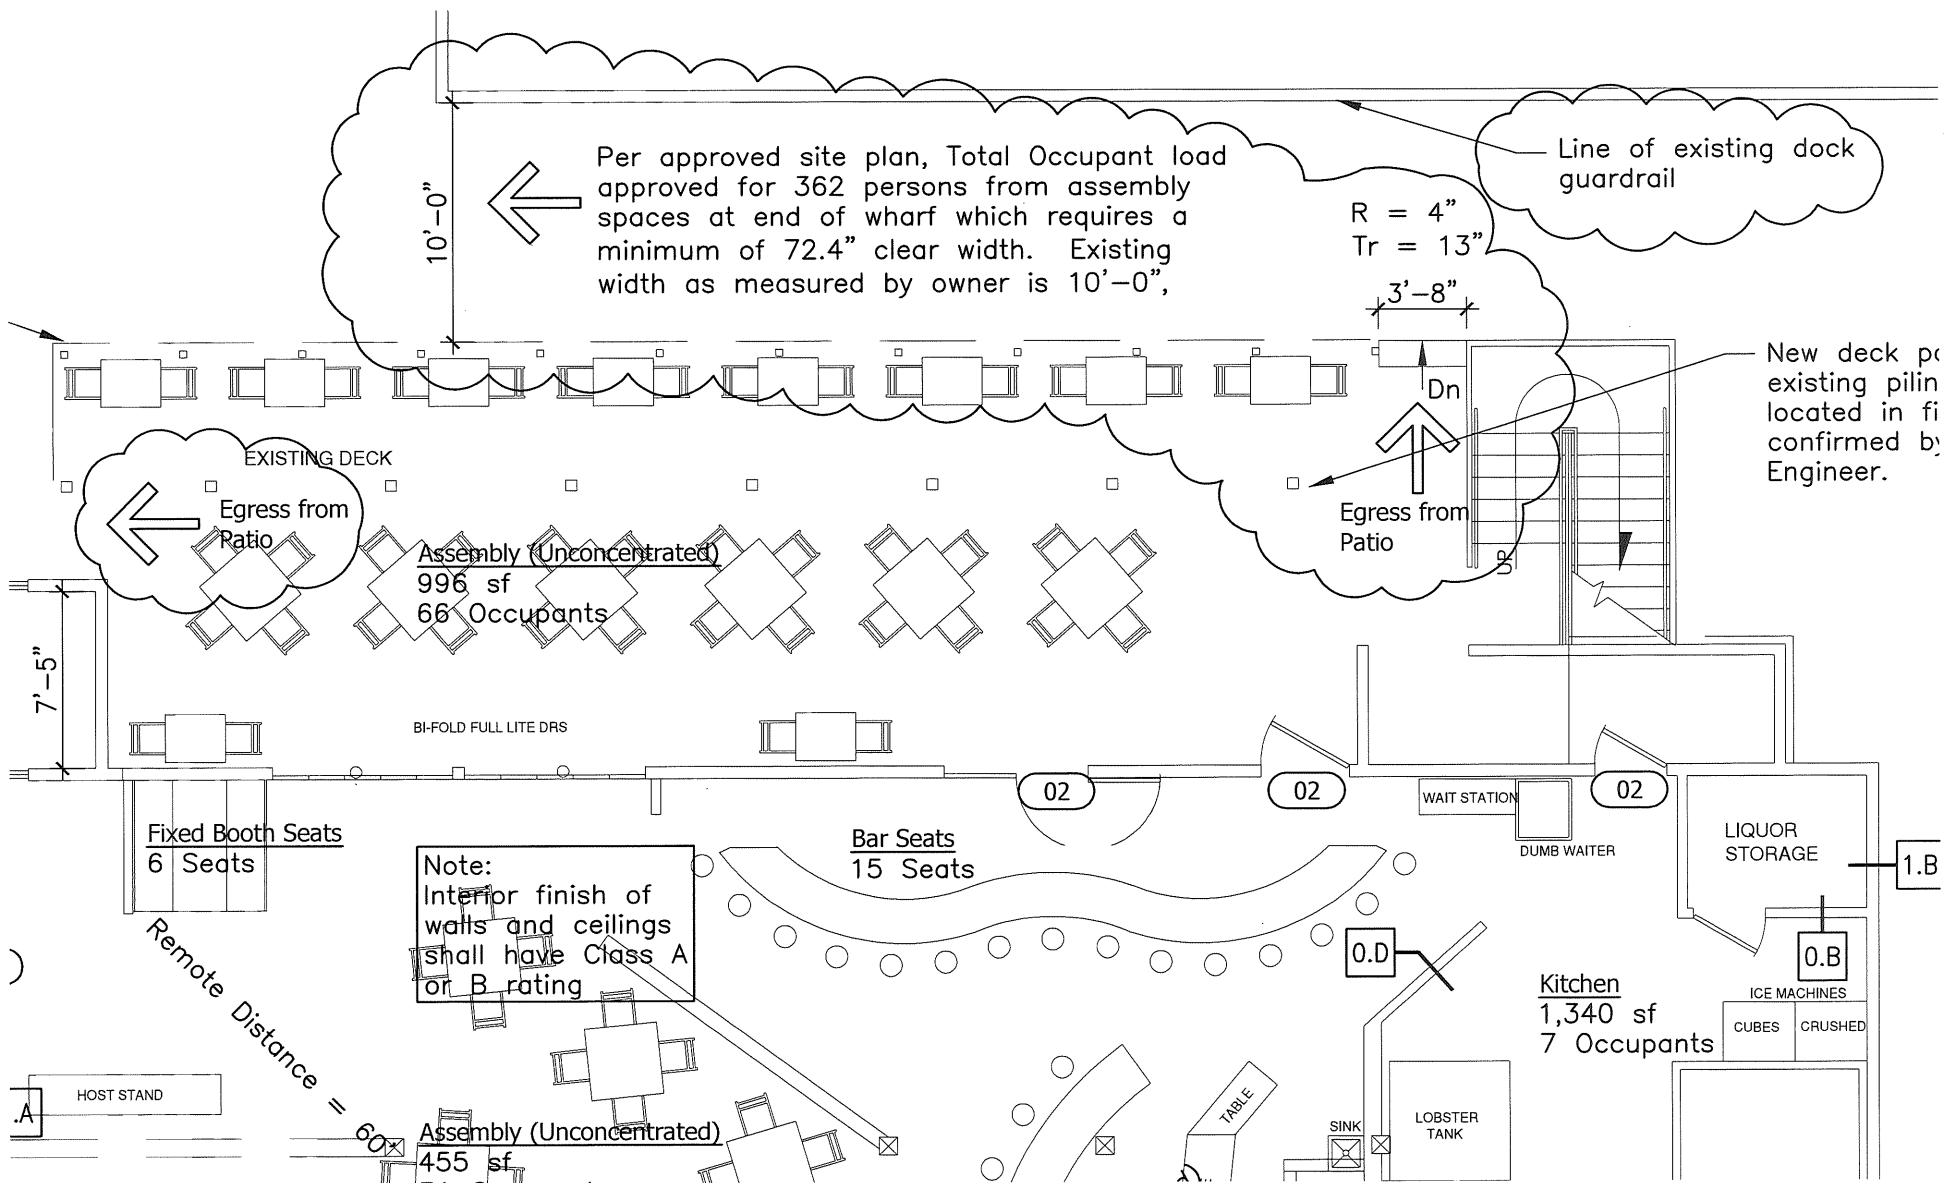 Per approved site plan, Total Occupant load
approved for 362 persons from assembly
spaces at end of wharf which requires a
minimum of 72.4" clear width. Existing
width as measured by owner is 10'-0",
10'-0"
Line of existing dock
guardrail
R = 4"
Tr = 13"
3'-8"
Dn
New deck
existing
located in
confirmed
Engineer.
EXISTING DECK
Egress from
Patio
Egress from
Patio
UP
Assembly (Unconcentrated)
996 sf
66 Occupants
7'-5"
BI-FOLD FULL LITE DRS
02
02
02
WAIT STATION
DUMB WAITER
LIQUOR
STORAGE
1.B
Fixed Booth Seats
6 Seats
Note:
Interior finish of
walls and ceilings
shall have Class A
or B rating
Bar Seats
15 Seats
Remote Distance = 60'
0.D
0.B
Kitchen
1,340 sf
7 Occupants
ICE MACHINES
CUBES
CRUSHED
HOST STAND
.A
Assembly (Unconcentrated)
455 sf
TABLE
SINK
LOBSTER
TANK